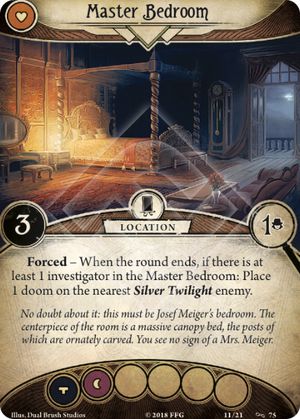 Master Bedroom
3
LOCATION
1
Forced – When the round ends, if there is at
least 1 investigator in the Master Bedroom: Place
1 doom on the nearest Silver Twilight enemy.
No doubt about it: this must be Josef Meiger's bedroom. The
centerpiece of the room is a massive canopy bed, the posts of
which are ornately carved. You see no sign of a Mrs. Meiger.
Illus. Dual Brush Studios
© 2018 FFG
11/21
75